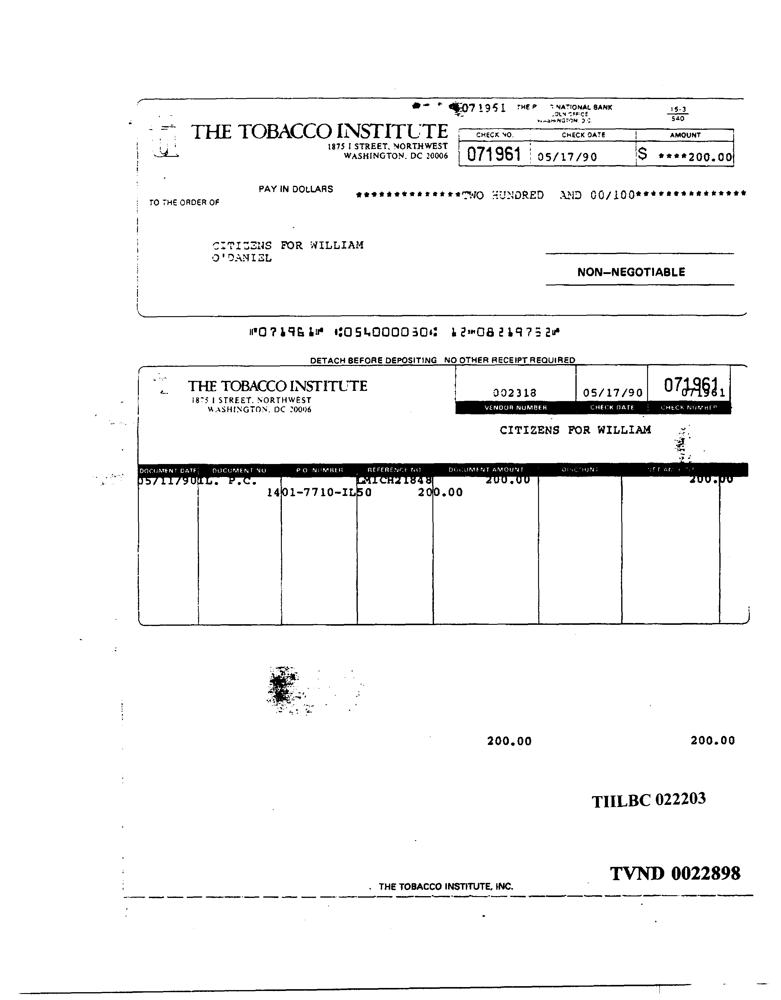 071951 THE P NATIONAL BANK 15-3
OFFICE 540
WASHINGTON, D.C.
THE TOBACCO INSTITUTE
1875 I STREET, NORTHWEST
WASHINGTON, DC 20006
CHECK NO. CHECK DATE AMOUNT
071961 05/17/90 $ ****200.00
PAY IN DOLLARS **************TWO HUNDRED AND 00/100****************
TO THE ORDER OF
CITIZENS FOR WILLIAM
O'DANIEL
NON-NEGOTIABLE
⑈071961⑈ ⑆054000030⑆ 12⑉08219752⑈
DETACH BEFORE DEPOSITING NO OTHER RECEIPT REQUIRED
THE TOBACCO INSTITUTE
1875 I STREET, NORTHWEST
WASHINGTON, DC 20006
002318 05/17/90 071961
071961
VENDOR NUMBER CHECK DATE CHECK NUMBER
CITIZENS FOR WILLIAM
DOCUMENT DATE DOCUMENT NO P.O. NUMBER REFERENCE NO DOCUMENT AMOUNT DISCOUNT NET AMOUNT
05/11/90 IL. P.C. LMICH21848 200.00 200.00
1401-7710-IL50 200.00
200.00 200.00
TIILBC 022203
TVND 0022898
THE TOBACCO INSTITUTE, INC.